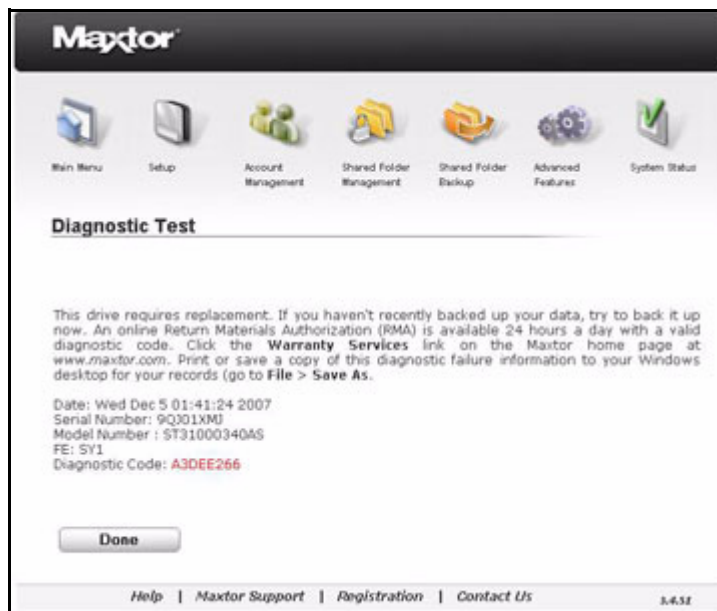 Maxtor
Main Menu
Setup
Account Management
Shared Folder Management
Shared Folder Backup
Advanced Features
System Status
Diagnostic Test
This drive requires replacement. If you haven't recently backed up your data, try to back it up
now. An online Return Materials Authorization (RMA) is available 24 hours a day with a valid
diagnostic code. Click the Warranty Services link on the Maxtor home page at
www.maxtor.com. Print or save a copy of this diagnostic failure information to your Windows
desktop for your records (go to File > Save As.
Date: Wed Dec 5 01:41:24 2007
Serial Number: 9QJ01XMJ
Model Number : ST31000340AS
FE: SY1
Diagnostic Code: A3DEE266
Done
Help | Maxtor Support | Registration | Contact Us
3.4.51